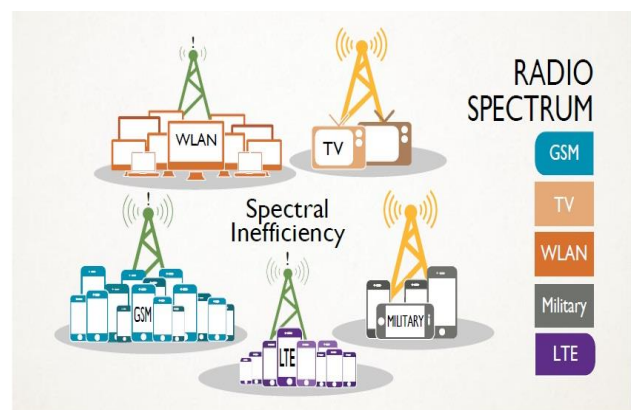 RADIO
SPECTRUM
WLAN
TV
GSM
TV
WLAN
Military
LTE
Spectral
Inefficiency
!
!
!
GSM
LTE
MILITARY